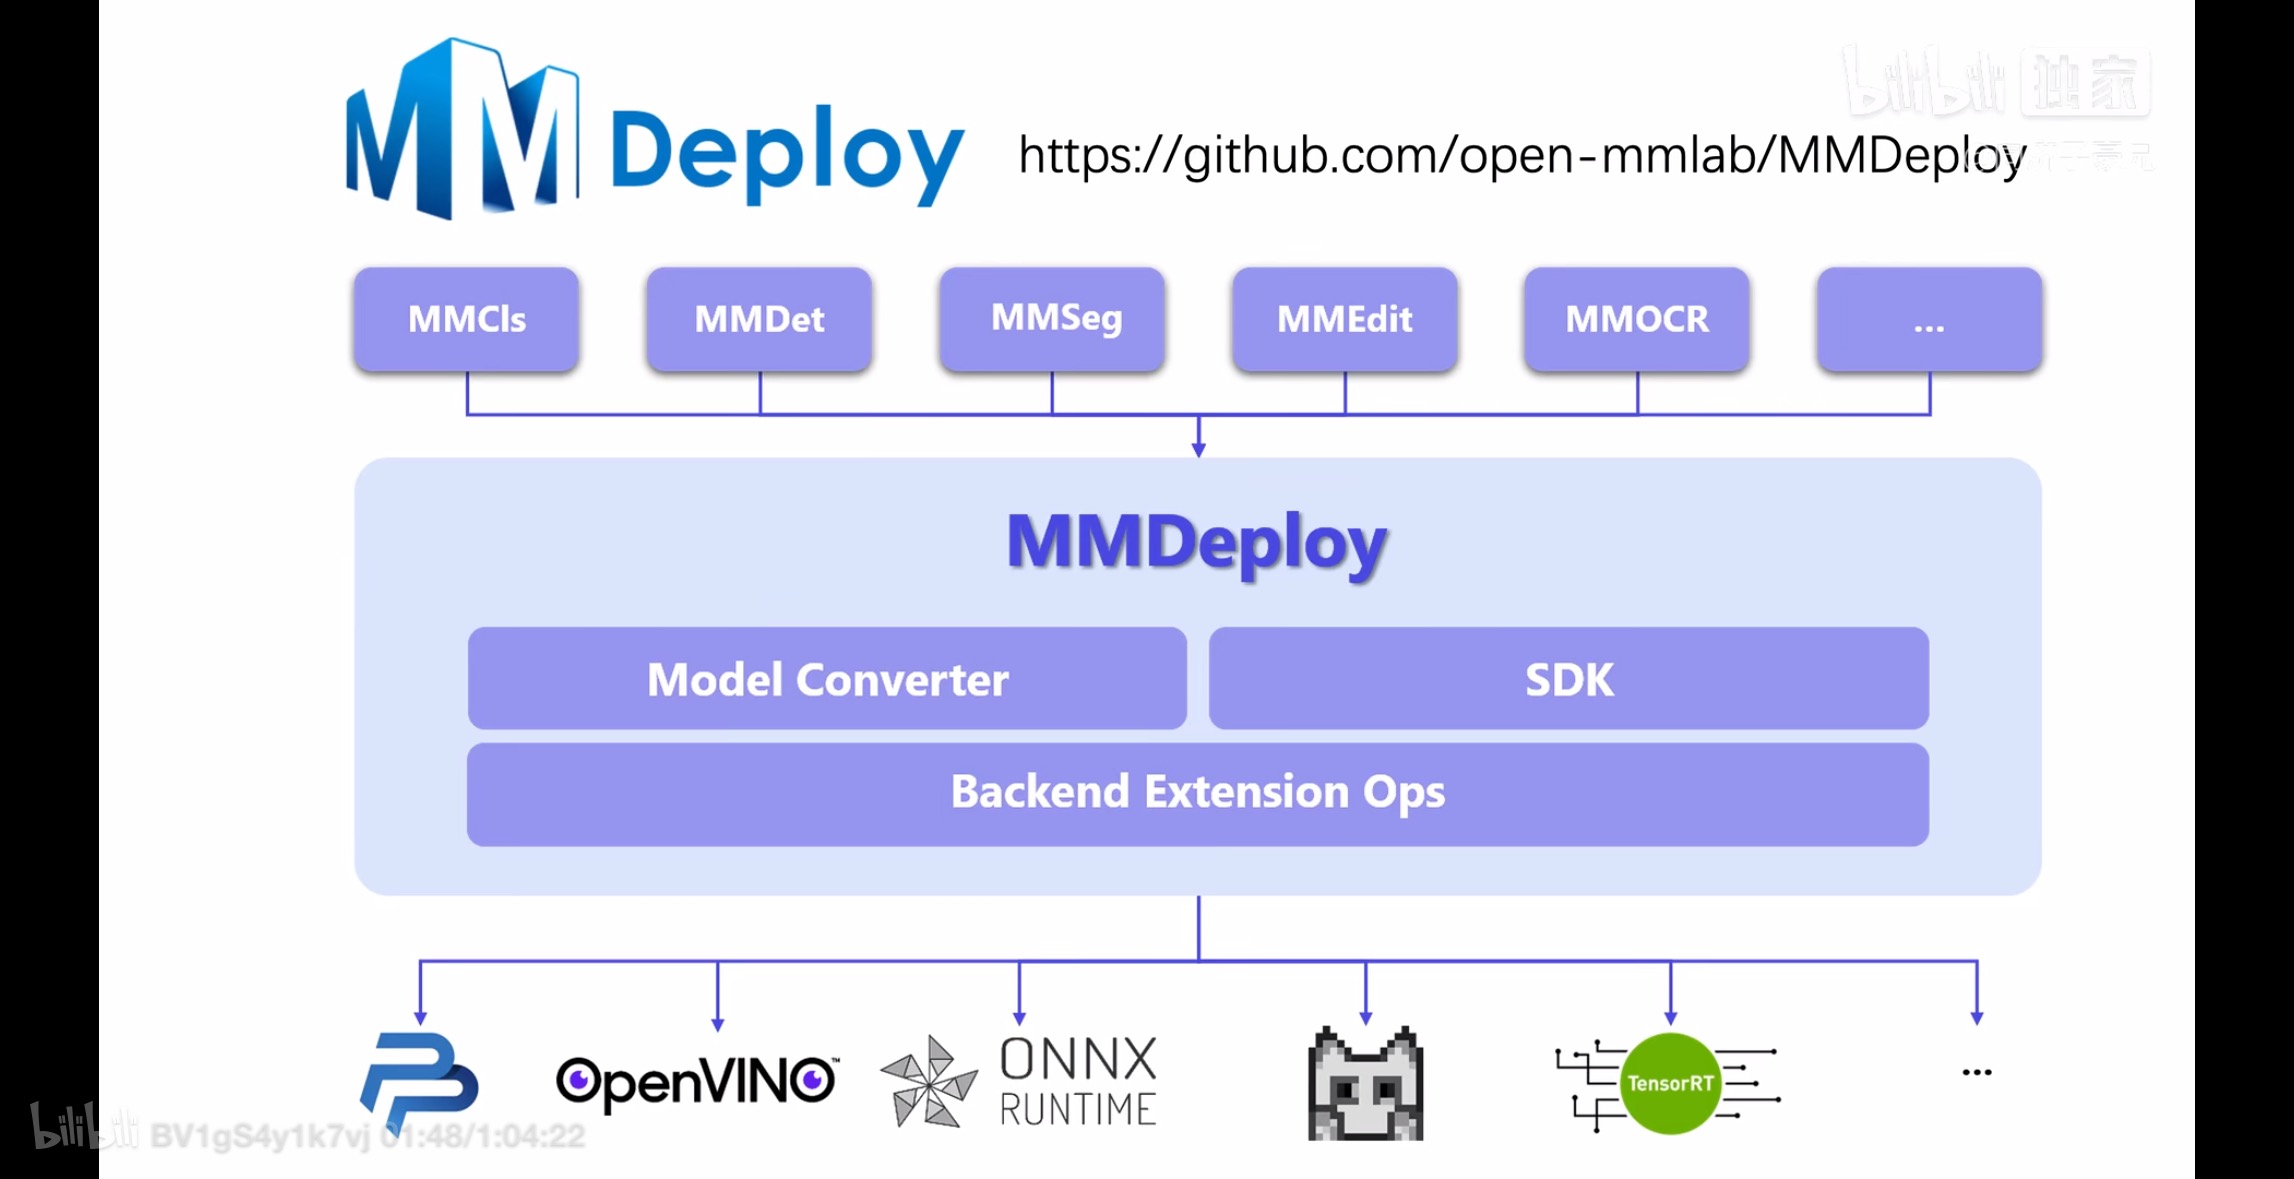 bilibili 独家
MM Deploy https://github.com/open-mmlab/MMDeploy
MMCls MMDet MMSeg MMEdit MMOCR ...
MMDeploy
Model Converter SDK
Backend Extension Ops
OpenVINO™ ONNX RUNTIME TensorRT ...
bilibili BV1gS4y1k7vj 01:48/1:04:22